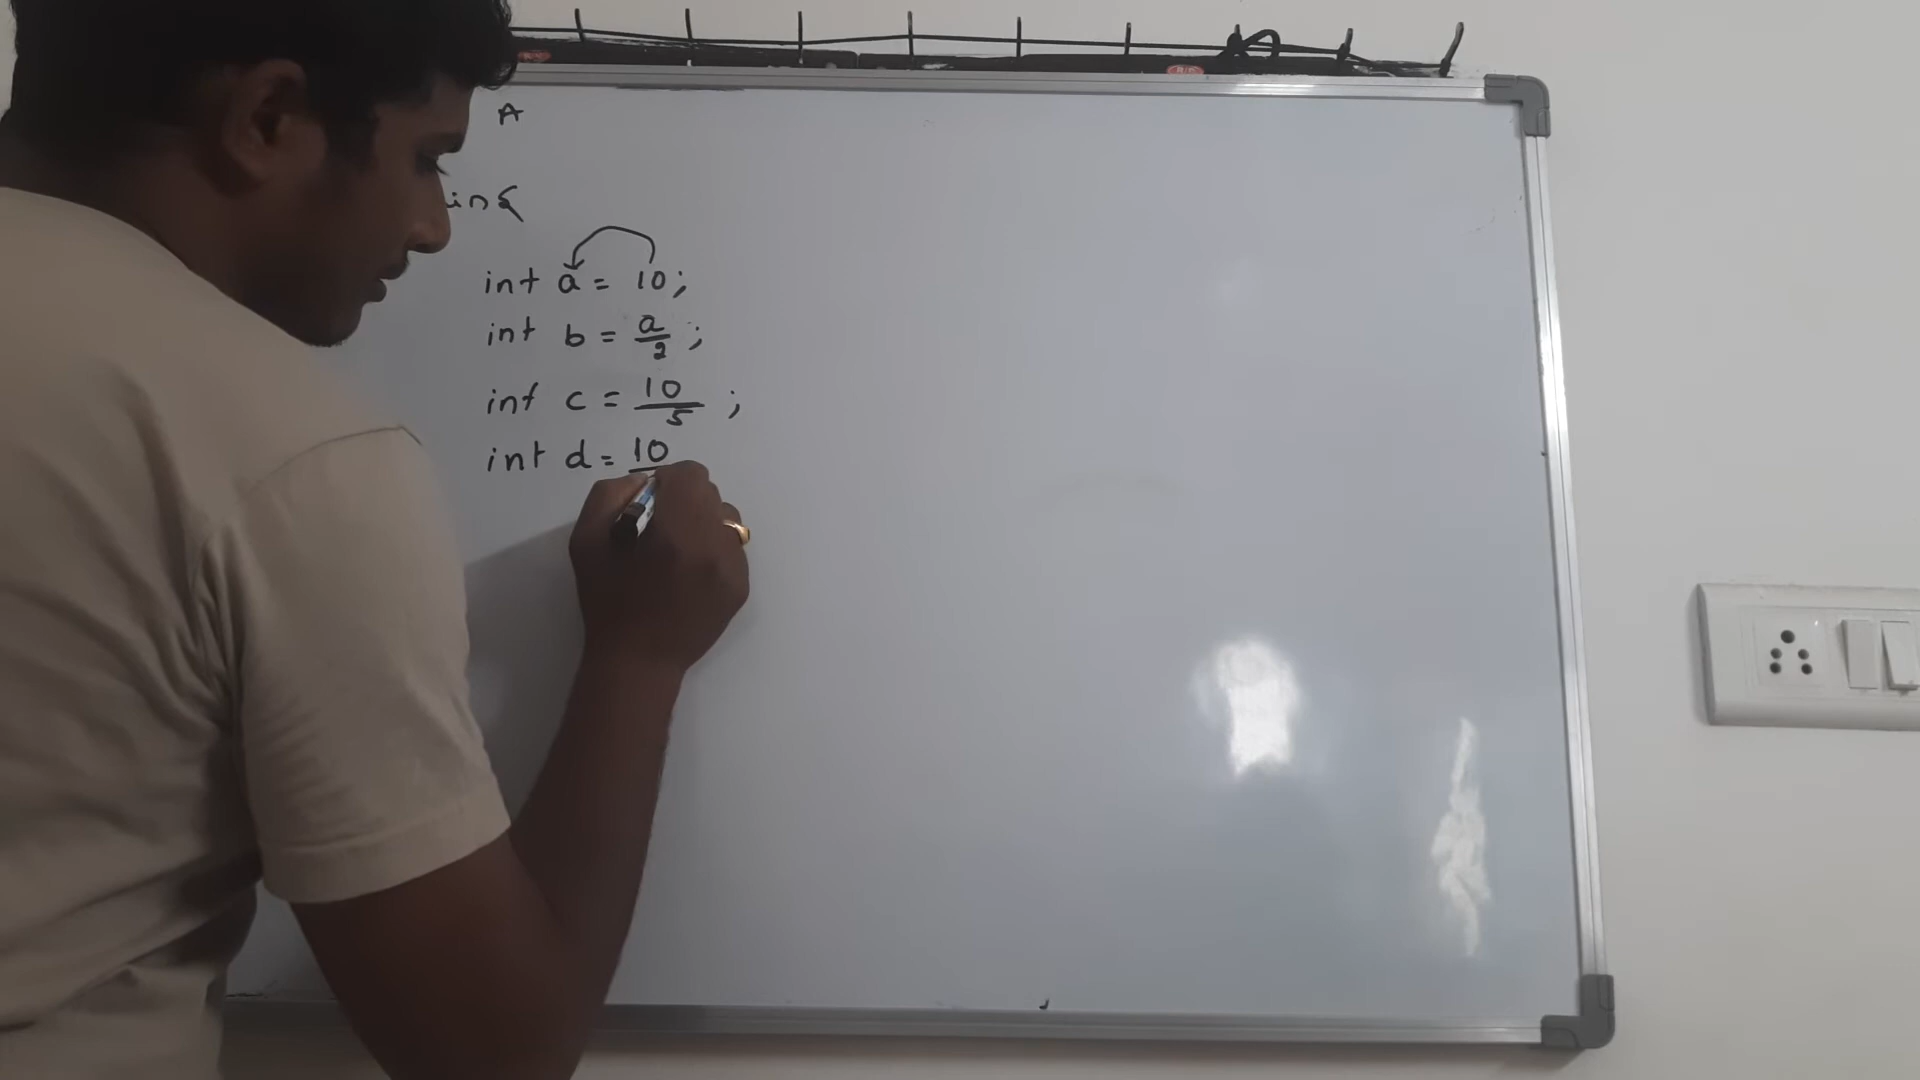 A
in{
int a = 10;
int b = a/2;
int c = 10/5;
int d = 10